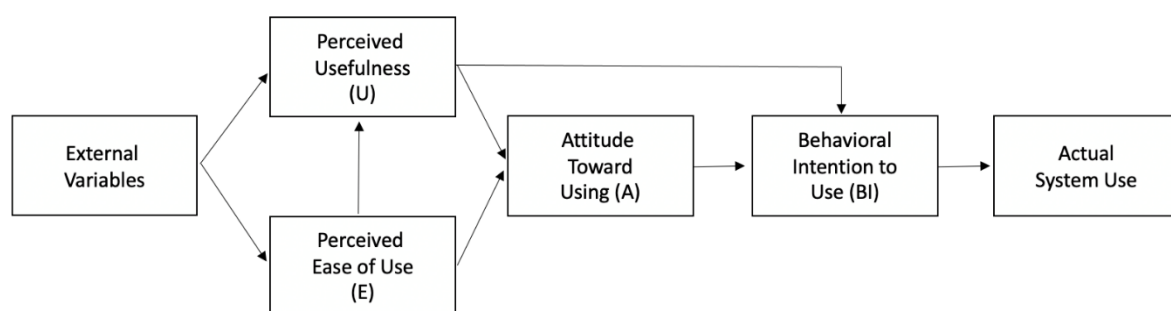 External
Variables
Perceived
Usefulness
(U)
Perceived
Ease of Use
(E)
Attitude
Toward
Using (A)
Behavioral
Intention to
Use (BI)
Actual
System Use